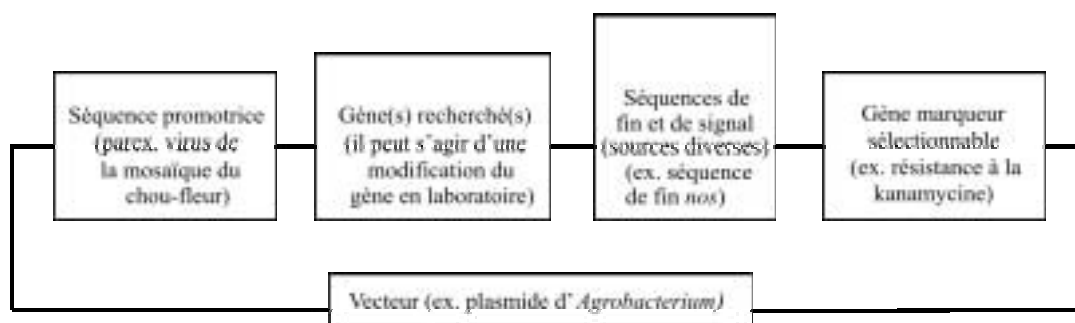 Séquence promotrice
(parex. virus de
la mosaïque du
chou-fleur)
Gène(s) recherché(s)
(il peut s'agir d'une
modification du
gène en laboratoire)
Séquences de
fin et de signal
(sources diverses)
(ex. séquence
de fin nos)
Gène marqueur
sélectionnable
(ex. résistance à la
kanamycine)
Vecteur (ex. plasmide d'Agrobacterium)